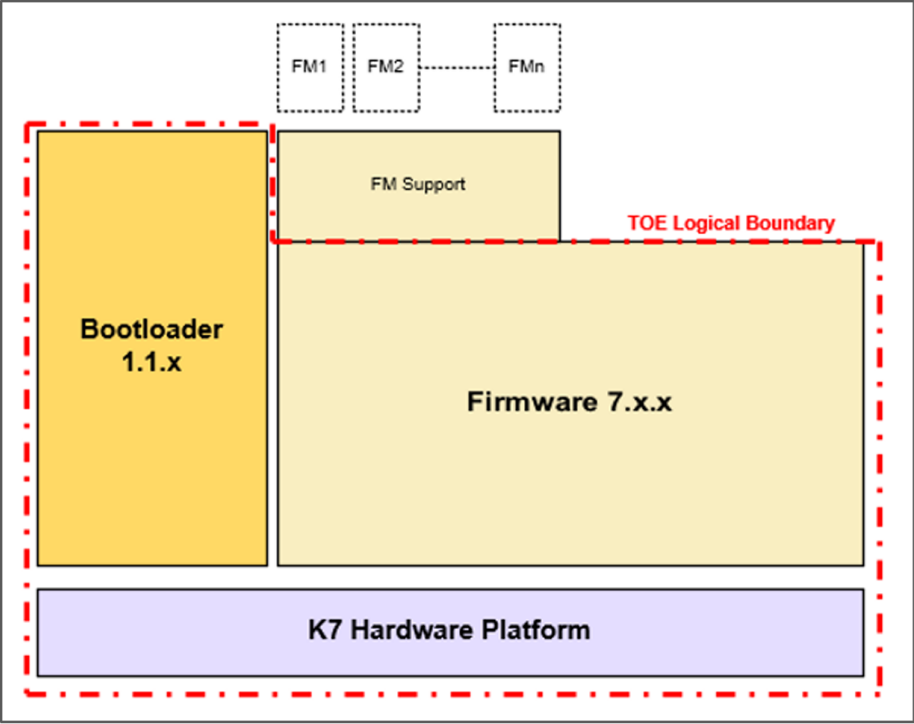 FM1 FM2 FMn
FM Support
TOE Logical Boundary
Bootloader
1.1.x
Firmware 7.x.x
K7 Hardware Platform